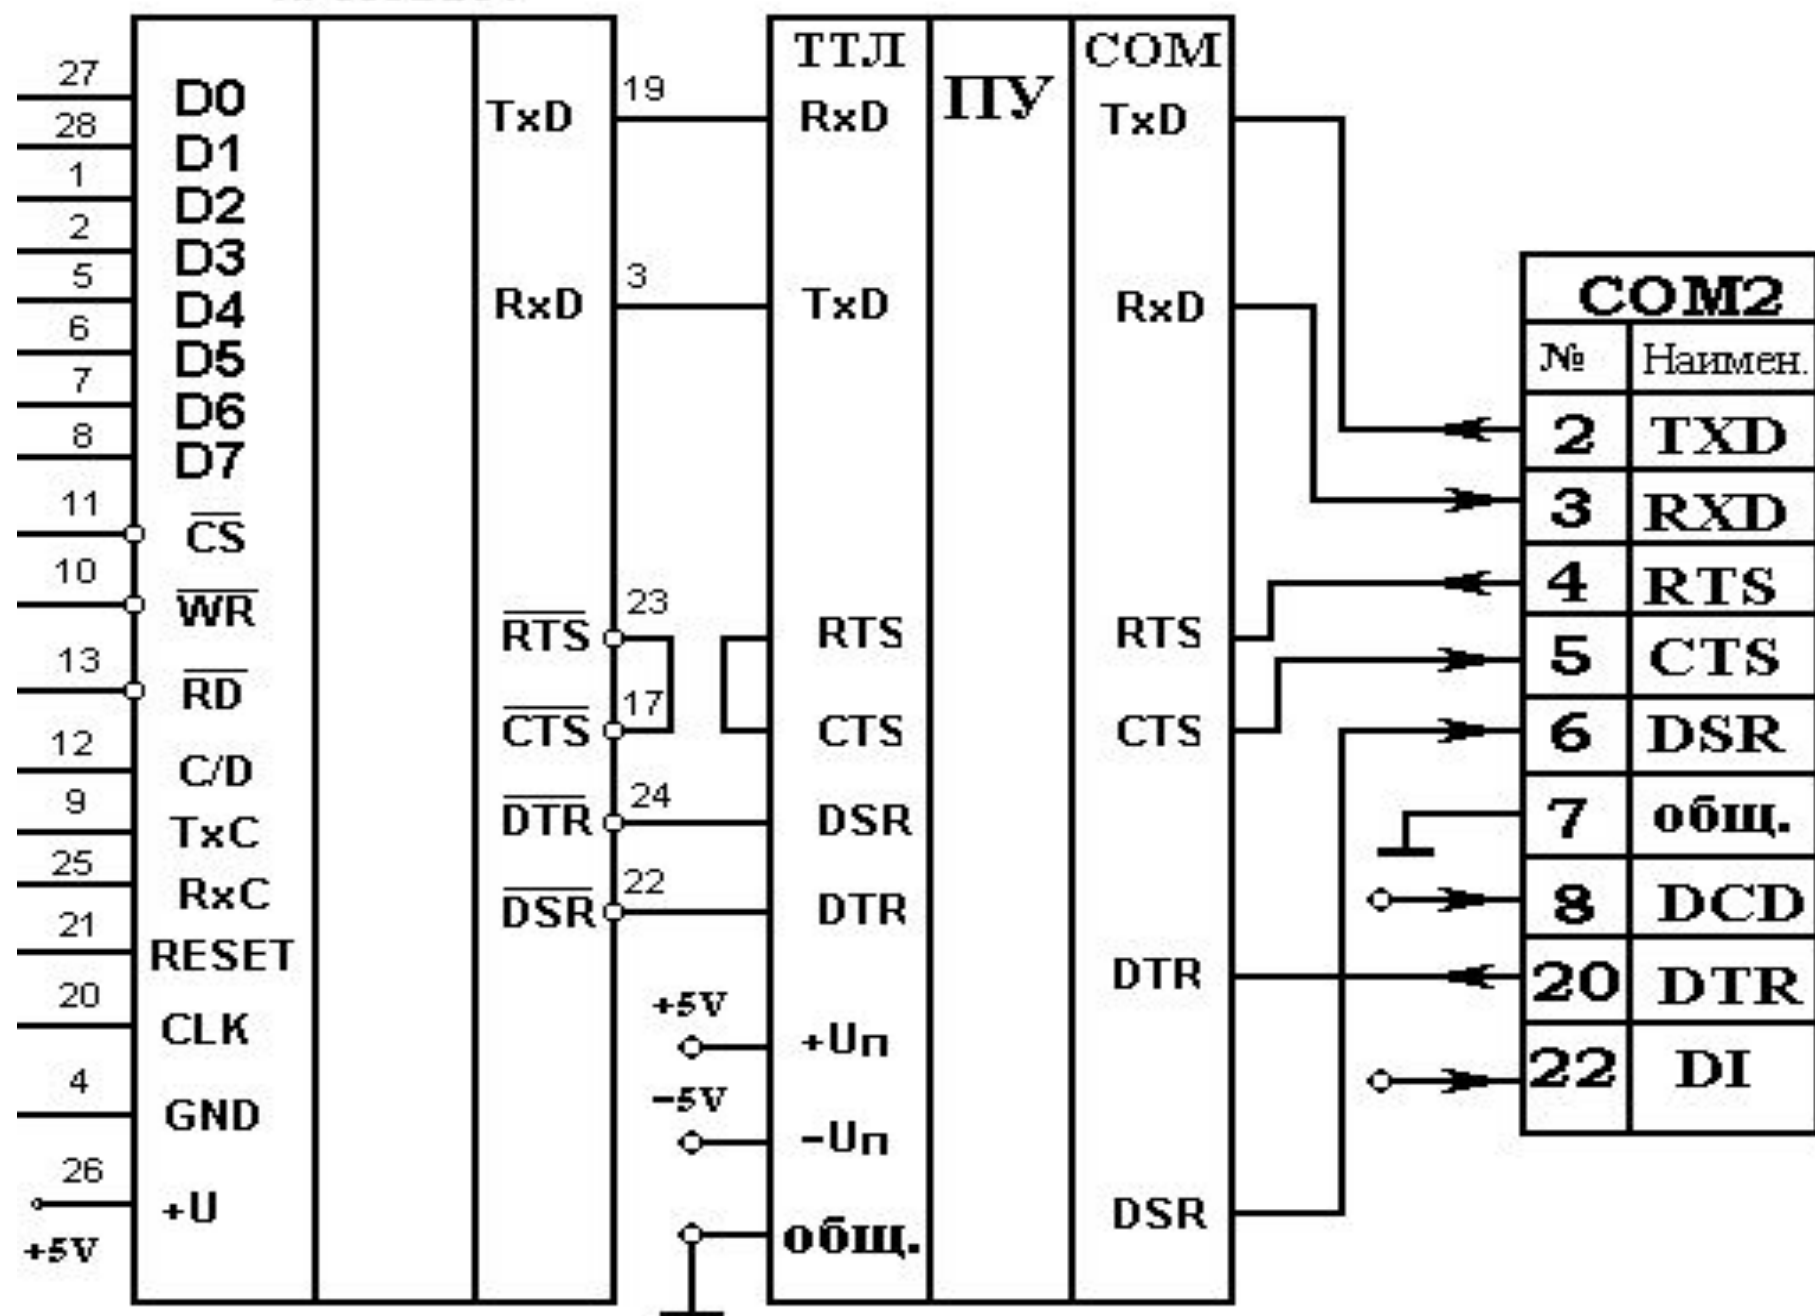 27 D0
28 D1
1 D2
2 D3
5 D4
6 D5
7 D6
8 D7
11 CS
10 WR
13 RD
12 C/D
9 TxC
25 RxC
21 RESET
20 CLK
4 GND
26 +U
+5V
TxD 19
RxD 3
RTS 23
CTS 17
DTR 24
DSR 22
ТТЛ ПУ COM
RxD TxD
TxD RxD
RTS RTS
CTS CTS
DSR
DTR
DTR
+5V +Uп
-5V -Uп
общ.
DSR
COM2
№ Наимен.
2 TXD
3 RXD
4 RTS
5 CTS
6 DSR
7 общ.
8 DCD
20 DTR
22 DI